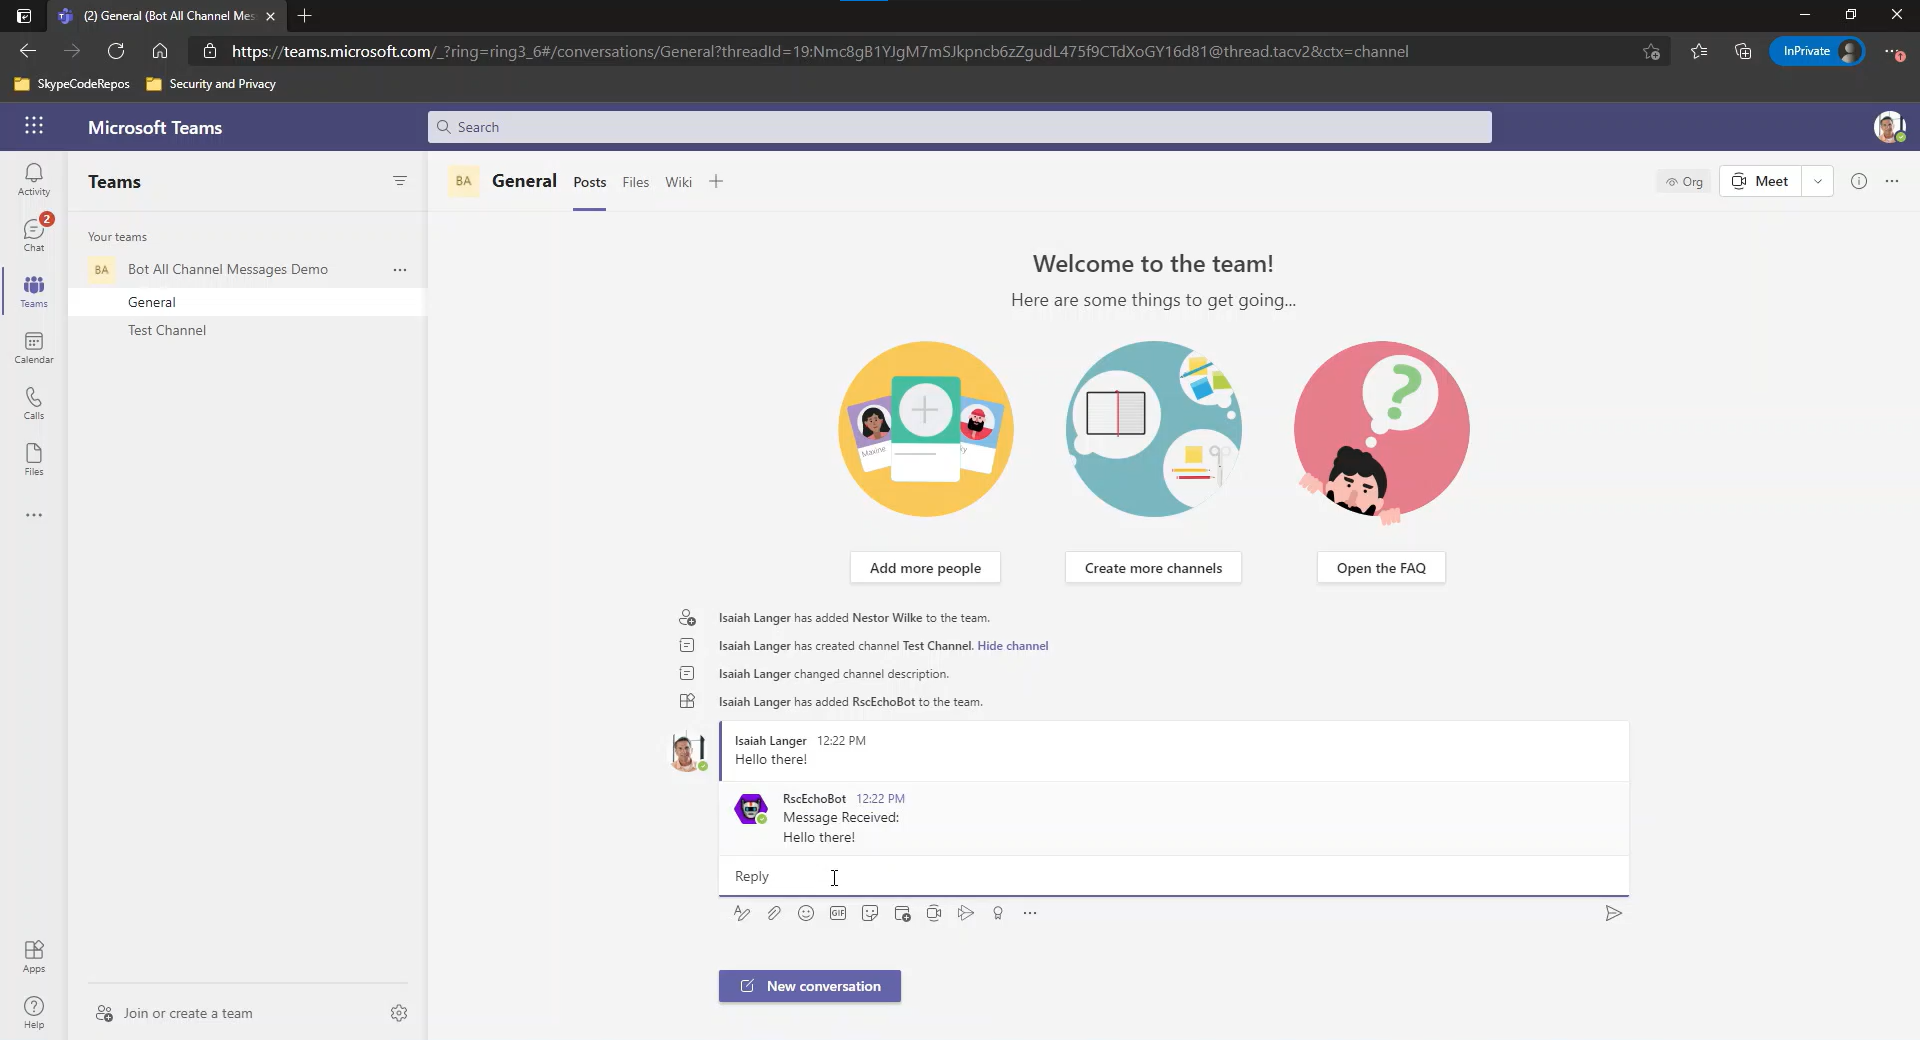 (2) General (Bot All Channel Mes
https://teams.microsoft.com/_?ring=ring3_6#/conversations/General?threadId=19:Nmc8gB1YJgM7mSJkpncb6zZgudL475f9CTdXoGY16d81@thread.tacv2&ctx=channel
InPrivate
SkypeCodeRepos
Security and Privacy
Microsoft Teams
Search
Activity
2
Chat
Teams
Calendar
Calls
Files
Apps
Help
Teams
Your teams
BA Bot All Channel Messages Demo
General
Test Channel
Join or create a team
BA General Posts Files Wiki
Org
Meet
Welcome to the team!
Here are some things to get going...
Maxine
?
Add more people
Create more channels
Open the FAQ
Isaiah Langer has added Nestor Wilke to the team.
Isaiah Langer has created channel Test Channel. Hide channel
Isaiah Langer changed channel description.
Isaiah Langer has added RscEchoBot to the team.
Isaiah Langer 12:22 PM
Hello there!
RscEchoBot 12:22 PM
Message Received:
Hello there!
Reply
GIF
New conversation